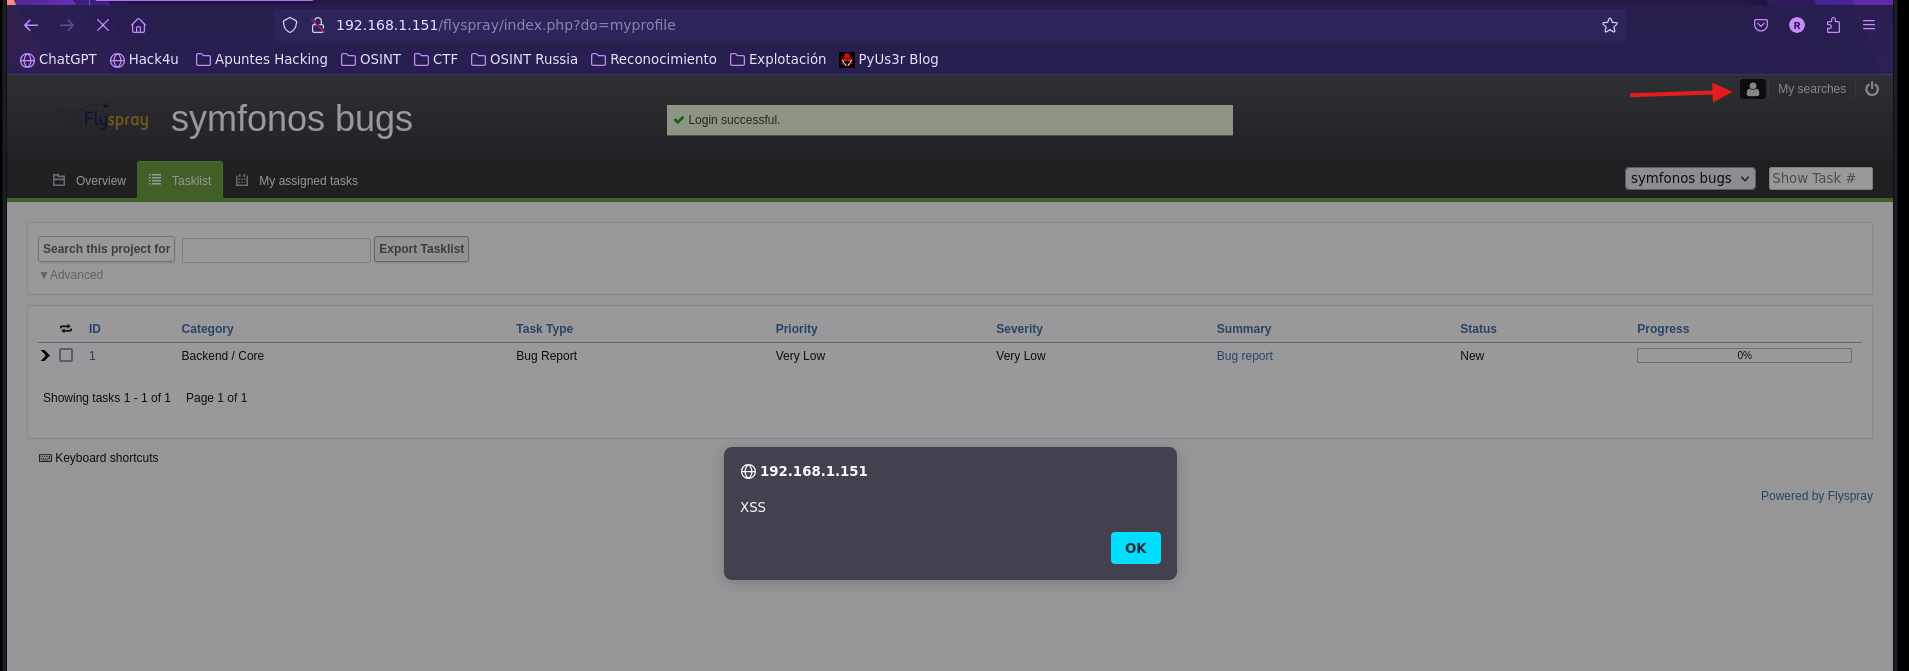 192.168.1.151/flyspray/index.php?do=myprofile
R
ChatGPT Hack4u Apuntes Hacking OSINT CTF OSINT Russia Reconocimiento Explotación PyUs3r Blog
My searches
Flyspray symfonos bugs
Login successful.
Overview Tasklist My assigned tasks symfonos bugs Show Task #
Search this project for Export Tasklist
▼Advanced
ID Category Task Type Priority Severity Summary Status Progress
1 Backend / Core Bug Report Very Low Very Low Bug report New 0%
Showing tasks 1 - 1 of 1 Page 1 of 1
Keyboard shortcuts
192.168.1.151
XSS
OK
Powered by Flyspray